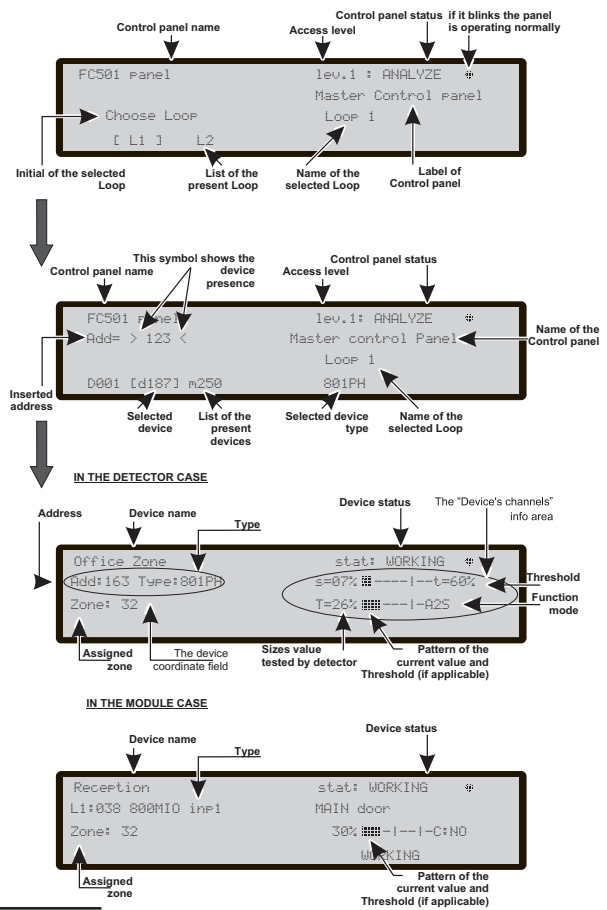 Control panel name
Access level
Control panel status
if it blinks the panel
is operating normally
FC501 panel lev.1 : ANALYZE
Master Control panel
Choose Loop Loop 1
[ L1 ] L2
Initial of the selected
Loop
List of the
present Loop
Name of the
selected Loop
Label of
Control panel
Control panel name
This symbol shows the
device
presence
Access level
Control panel status
FC501 panel lev.1: ANALYZE
Add= > 123 < Master control Panel
Loop 1
D001 [d187] m250 801PH
Name of the
Control panel
Inserted
address
Selected
device
List of the
present
devices
Selected device
type
Name of the
selected Loop
IN THE DETECTOR CASE
Address
Device name
Type
Device status
The "Device's channels"
info area
Office Zone stat: WORKING
Add:163 Type:801PH s=07% ----!--t=60%
Zone: 32 T=26% ---!-A2S
Threshold
Function
mode
Assigned
zone
The device
coordinate field
Sizes value
tested by detector
Pattern of the
current value and
Threshold (if applicable)
IN THE MODULE CASE
Device name
Type
Device status
Reception stat: WORKING
L1:038 800MIO inp1 MAIN door
Zone: 32 30% -!--!-C:NO
WORKING
Assigned
zone
Pattern of the
current value and
Threshold (if applicable)